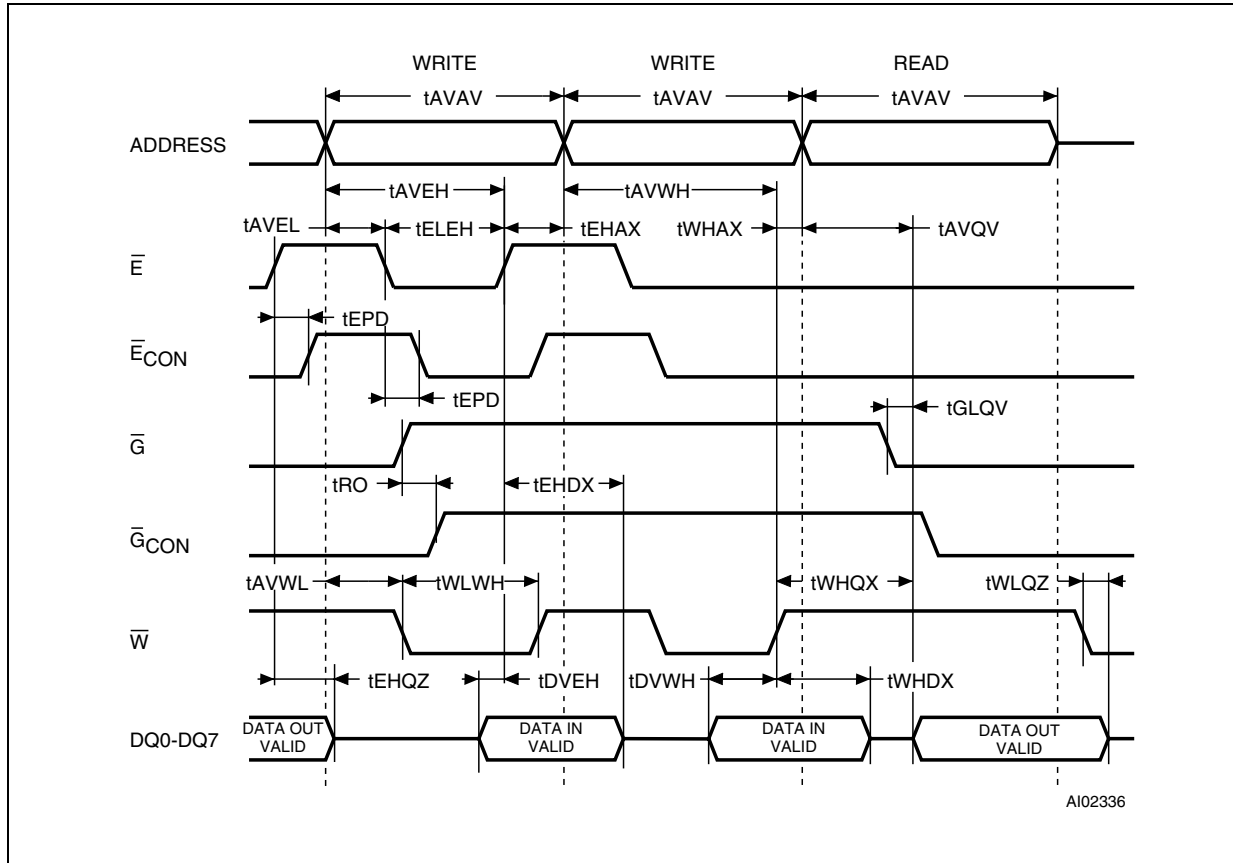 WRITE WRITE READ
tAVAV tAVAV tAVAV
ADDRESS
tAVEH tAVWH
tAVEL tELEH tEHAX tWHAX tAVQV
E̅
tEPD
E̅CON
tEPD tGLQV
G̅
tRO tEHDX
G̅CON
tAVWL tWLWH tWHQX tWLQZ
W̅
tEHQZ tDVEH tDVWH tWHDX
DQ0-DQ7 DATA OUT VALID DATA IN VALID DATA IN VALID DATA OUT VALID
AI02336